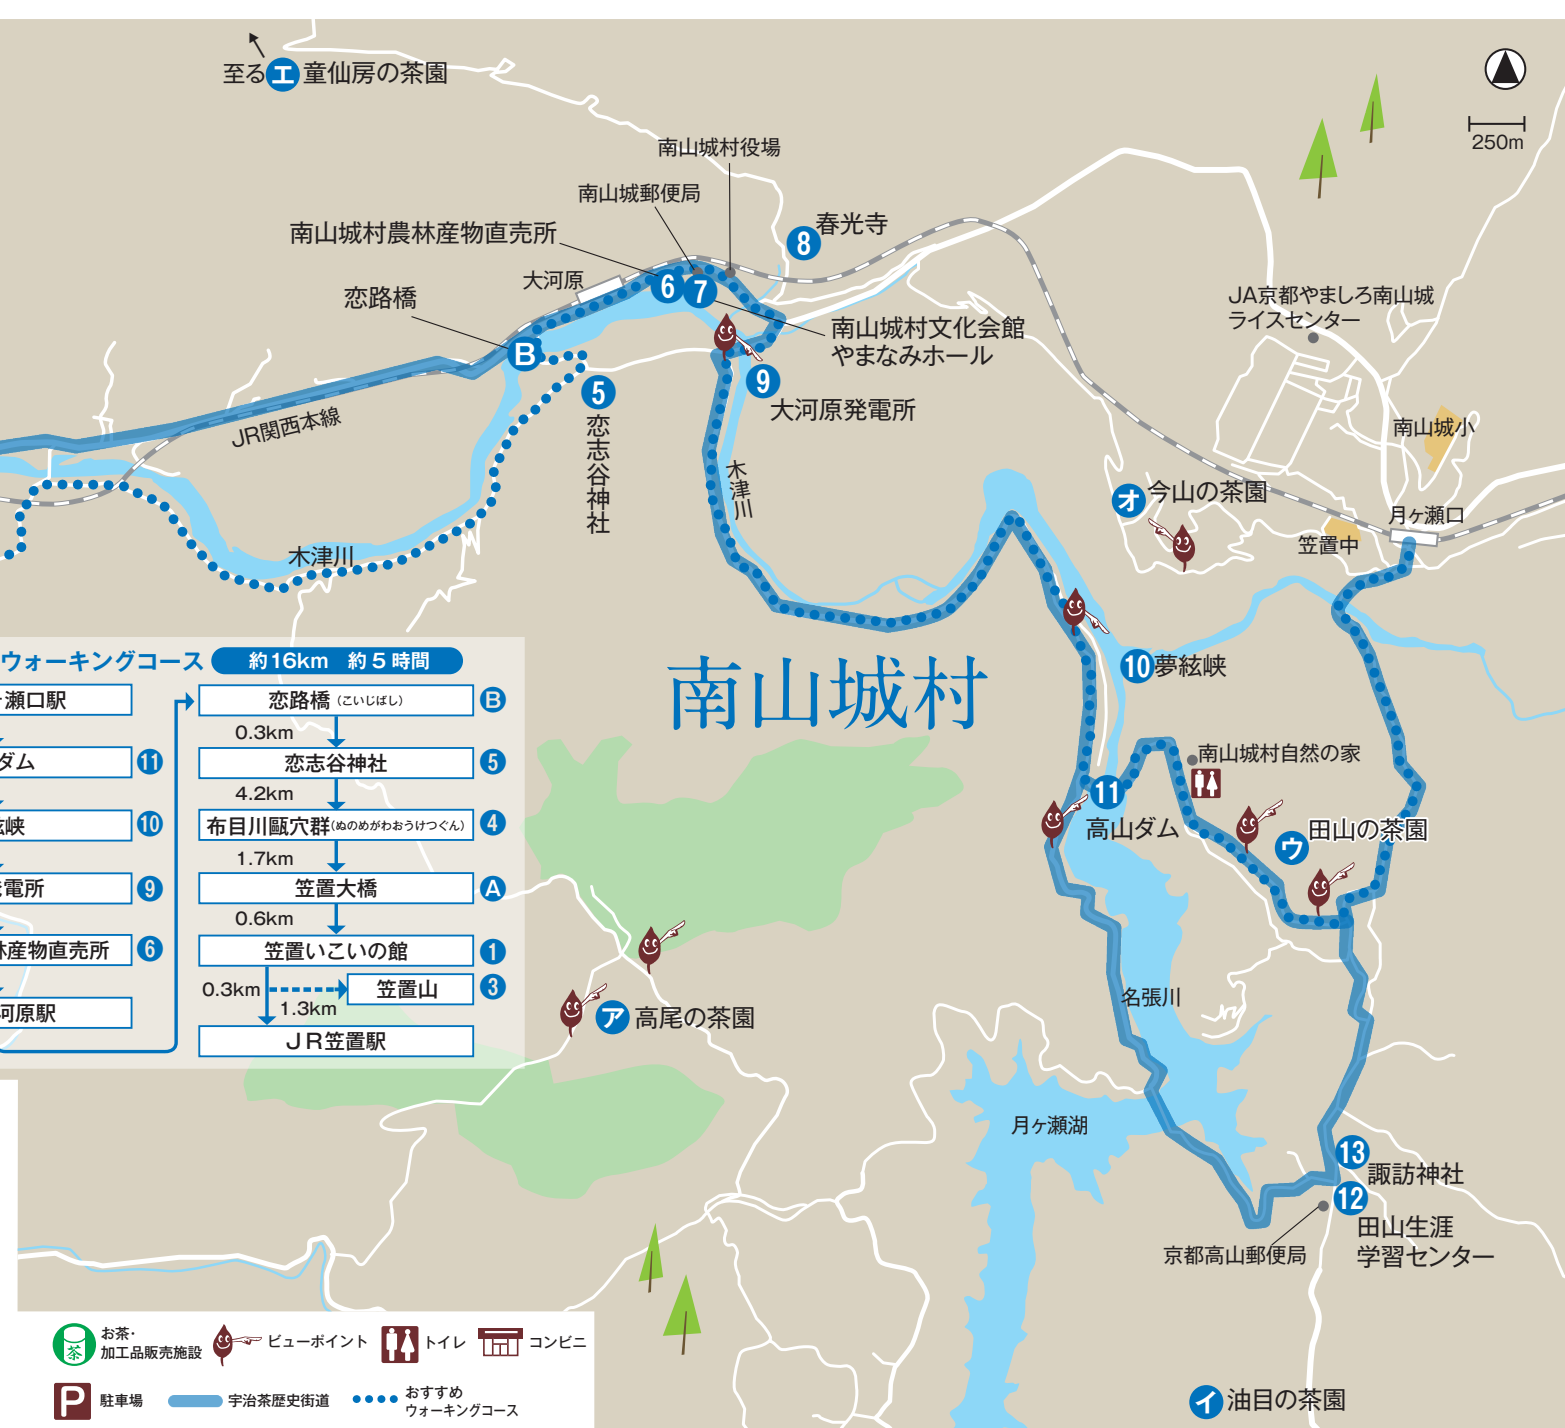 至る エ 童仙房の茶園
250m
南山城村役場
南山城郵便局
南山城村農林産物直売所
8 春光寺
大河原
6
7
恋路橋
B
南山城村文化会館
やまなみホール
JA京都やましろ南山城
ライスセンター
5
恋志谷神社
9
大河原発電所
JR関西本線
南山城小
木津川
オ 今山の茶園
月ヶ瀬口
笠置中
木津川
南山城村
10 夢絃峡
ウォーキングコース 約16km 約5時間
瀬口駅
ダム 11
峡 10
電所 9
産物直売所 6
河原駅
恋路橋(こいじばし) B
0.3km
恋志谷神社 5
4.2km
布目川甌穴群(ぬのめがわおうけつぐん) 4
1.7km
笠置大橋 A
0.6km
笠置いこいの館 1
0.3km
笠置山 3
1.3km
JR笠置駅
南山城村自然の家
11
高山ダム
ウ 田山の茶園
名張川
ア 高尾の茶園
月ヶ瀬湖
13
諏訪神社
12
田山生涯
学習センター
京都高山郵便局
イ 油目の茶園
茶
お茶・
加工品販売施設
ビューポイント
トイレ
コンビニ
P 駐車場
宇治茶歴史街道
おすすめ
ウォーキングコース